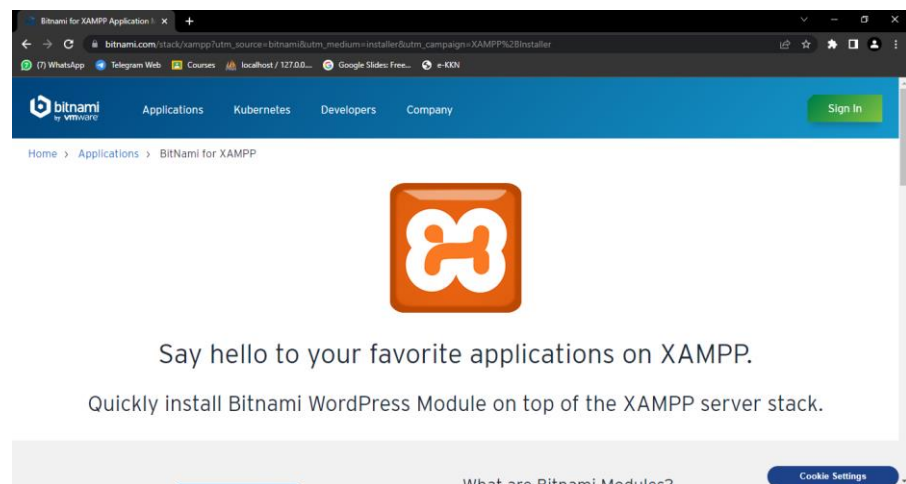 Bitnami for XAMPP Application
bitnami.com/stack/xampp?utm_source=bitnami&utm_medium=installer&utm_campaign=XAMPP%2BInstaller
(7) WhatsApp Telegram Web Courses localhost / 127.0.0... Google Slides: Free... e-KKN
bitnami by vmware Applications Kubernetes Developers Company Sign In
Home > Applications > BitNami for XAMPP
Say hello to your favorite applications on XAMPP.
Quickly install Bitnami WordPress Module on top of the XAMPP server stack.
What are Bitnami Modules?
Cookie Settings